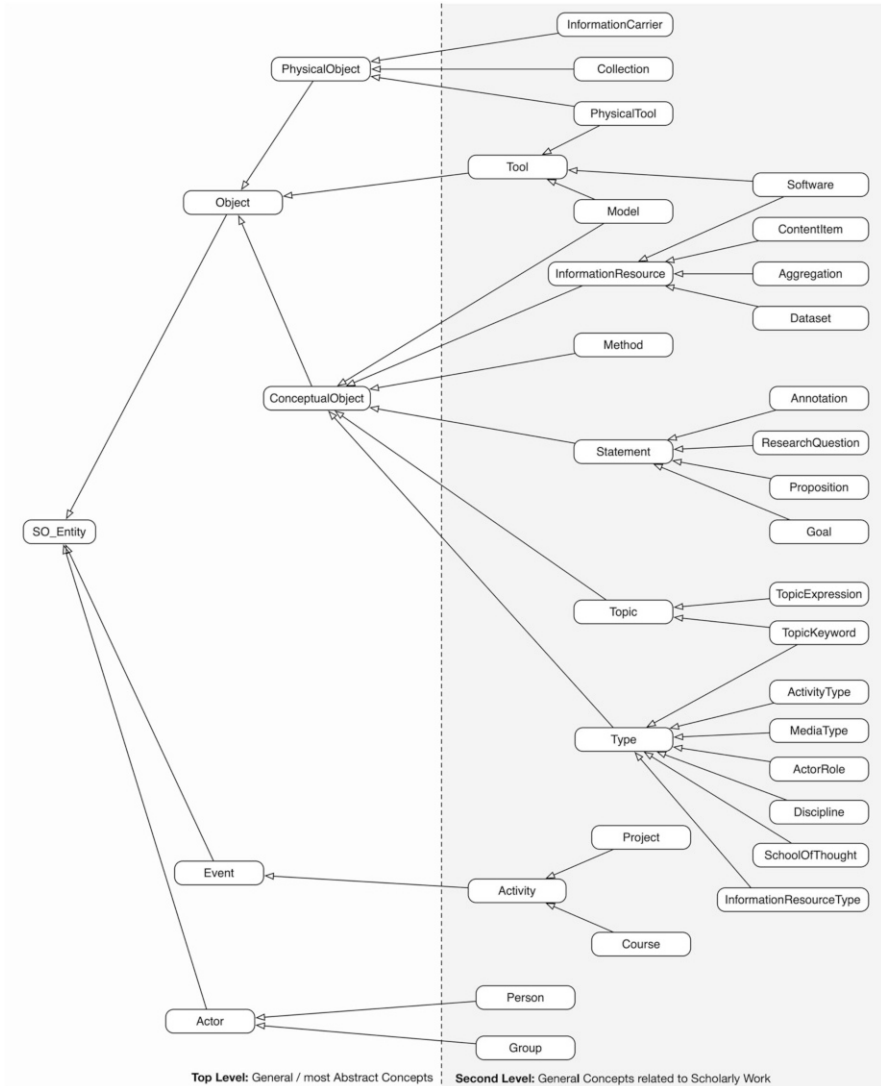 InformationCarrier
PhysicalObject
Collection
PhysicalTool
Tool
Software
Object
Model
ContentItem
InformationResource
Aggregation
Dataset
Method
ConceptualObject
Annotation
ResearchQuestion
Statement
Proposition
SO_Entity
Goal
TopicExpression
Topic
TopicKeyword
ActivityType
MediaType
Type
ActorRole
Discipline
Project
SchoolOfThought
Event
Activity
InformationResourceType
Course
Person
Actor
Group
Top Level: General / most Abstract Concepts
Second Level: General Concepts related to Scholarly Work